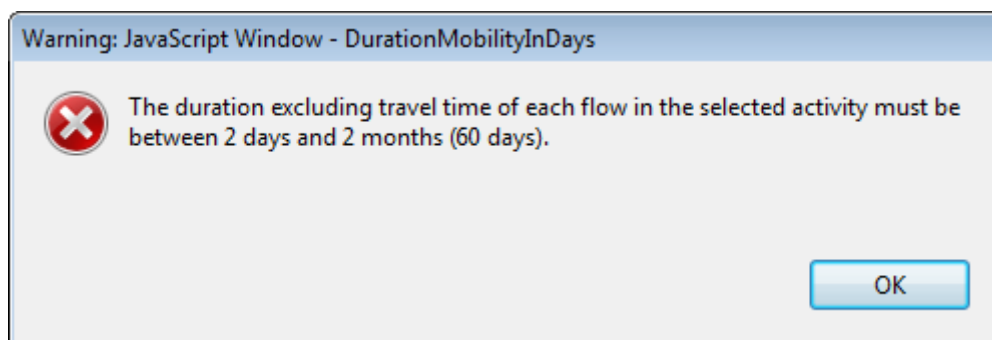 Warning: JavaScript Window - DurationMobilityInDays
The duration excluding travel time of each flow in the selected activity must be
between 2 days and 2 months (60 days).
OK